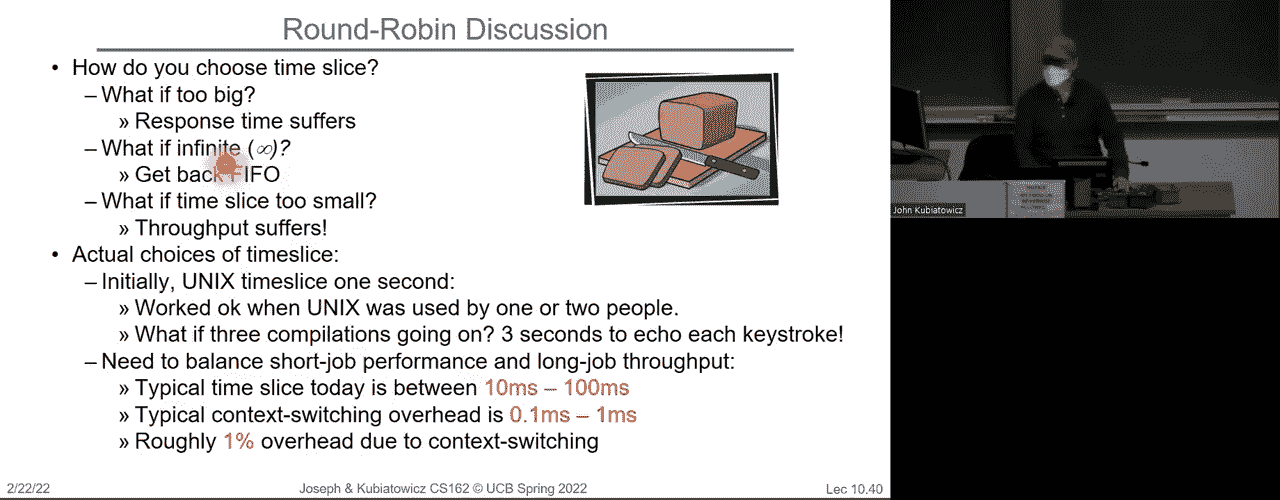 Round-Robin Discussion
• How do you choose time slice?
– What if too big?
» Response time suffers
– What if infinite (∞)?
» Get back FIFO
– What if time slice too small?
» Throughput suffers!
• Actual choices of timeslice:
– Initially, UNIX timeslice one second:
» Worked ok when UNIX was used by one or two people.
» What if three compilations going on? 3 seconds to echo each keystroke!
– Need to balance short-job performance and long-job throughput:
» Typical time slice today is between 10ms – 100ms
» Typical context-switching overhead is 0.1ms – 1ms
» Roughly 1% overhead due to context-switching
2/22/22
Joseph & Kubiatowicz CS162 © UCB Spring 2022
Lec 10.40
John Kubiatowicz